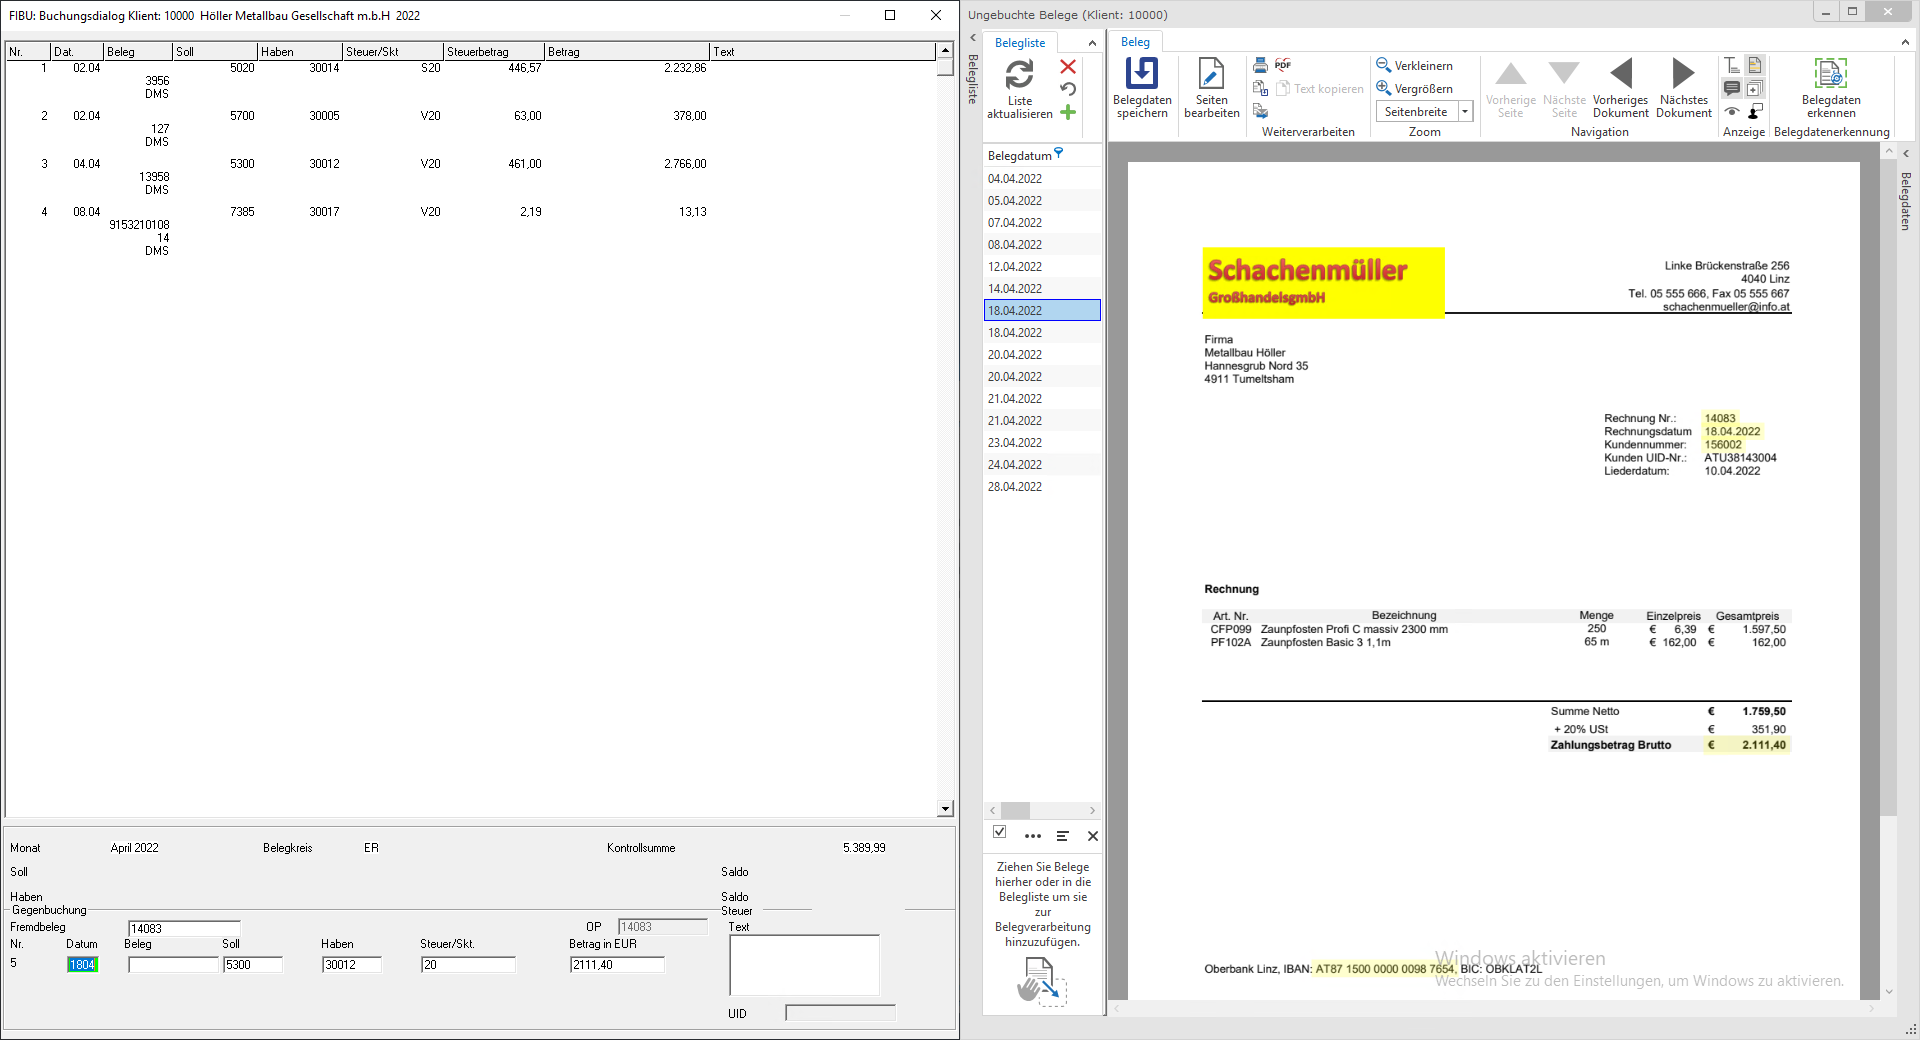 FIBU: Buchungsdialog Klient: 10000  Höller Metallbau Gesellschaft m.b.H  2022
Nr. Dat. Beleg Soll Haben Steuer/Skt Steuerbetrag Betrag Text
1 02.04 5020 30014 S20 446,57 2.232,86
3956
DMS
2 02.04 5700 30005 V20 63,00 378,00
127
DMS
3 04.04 5300 30012 V20 461,00 2.766,00
13958
DMS
4 08.04 7385 30017 V20 2,19 13,13
9153210108
14
DMS
Monat April 2022 Belegkreis ER Kontrollsumme 5.389,99
Soll Saldo
Haben Saldo
Gegenbuchung Steuer
Fremdbeleg 14083 OP 14083 Text
Nr. Datum Beleg Soll Haben Steuer/Skt. Betrag in EUR
5 1804 5300 30012 20 2111,40
UID
Ungebuchte Belege (Klient: 10000)
Belegliste
Belegliste
Liste
aktualisieren
Belegdatum
04.04.2022
05.04.2022
07.04.2022
08.04.2022
12.04.2022
14.04.2022
18.04.2022
18.04.2022
20.04.2022
20.04.2022
21.04.2022
21.04.2022
23.04.2022
24.04.2022
28.04.2022
Ziehen Sie Belege
hierher oder in die
Belegliste um sie
zur
Belegverarbeitung
hinzuzufügen.
Beleg
Belegdaten
speichern
Seiten
bearbeiten
PDF
Text kopieren
Weiterverarbeiten
Verkleinern
Vergrößern
Seitenbreite
Zoom
Vorherige
Seite
Nächste
Seite
Vorheriges
Dokument
Nächstes
Dokument
Navigation
Anzeige
Belegdaten
erkennen
Belegdatenerkennung
Belegdaten
Schachenmüller
GroßhandelsgmbH
Linke Brückenstraße 256
4040 Linz
Tel. 05 555 666, Fax 05 555 667
schachenmueller@info.at
Firma
Metallbau Höller
Hannesgrub Nord 35
4911 Tumeltsham
Rechnung Nr.: 14083
Rechnungsdatum 18.04.2022
Kundennummer: 156002
Kunden UID-Nr.: ATU38143004
Liederdatum: 10.04.2022
Rechnung
Art. Nr. Bezeichnung Menge Einzelpreis Gesamtpreis
CFP099 Zaunpfosten Profi C massiv 2300 mm 250 € 6,39 € 1.597,50
PF102A Zaunpfosten Basic 3 1,1m 65 m € 162,00 € 162,00
Summe Netto € 1.759,50
+ 20% USt € 351,90
Zahlungsbetrag Brutto € 2.111,40
Oberbank Linz, IBAN: AT87 1500 0000 0098 7654, BIC: OBKLAT2L
Windows aktivieren
Wechseln Sie zu den Einstellungen, um Windows zu aktivieren.